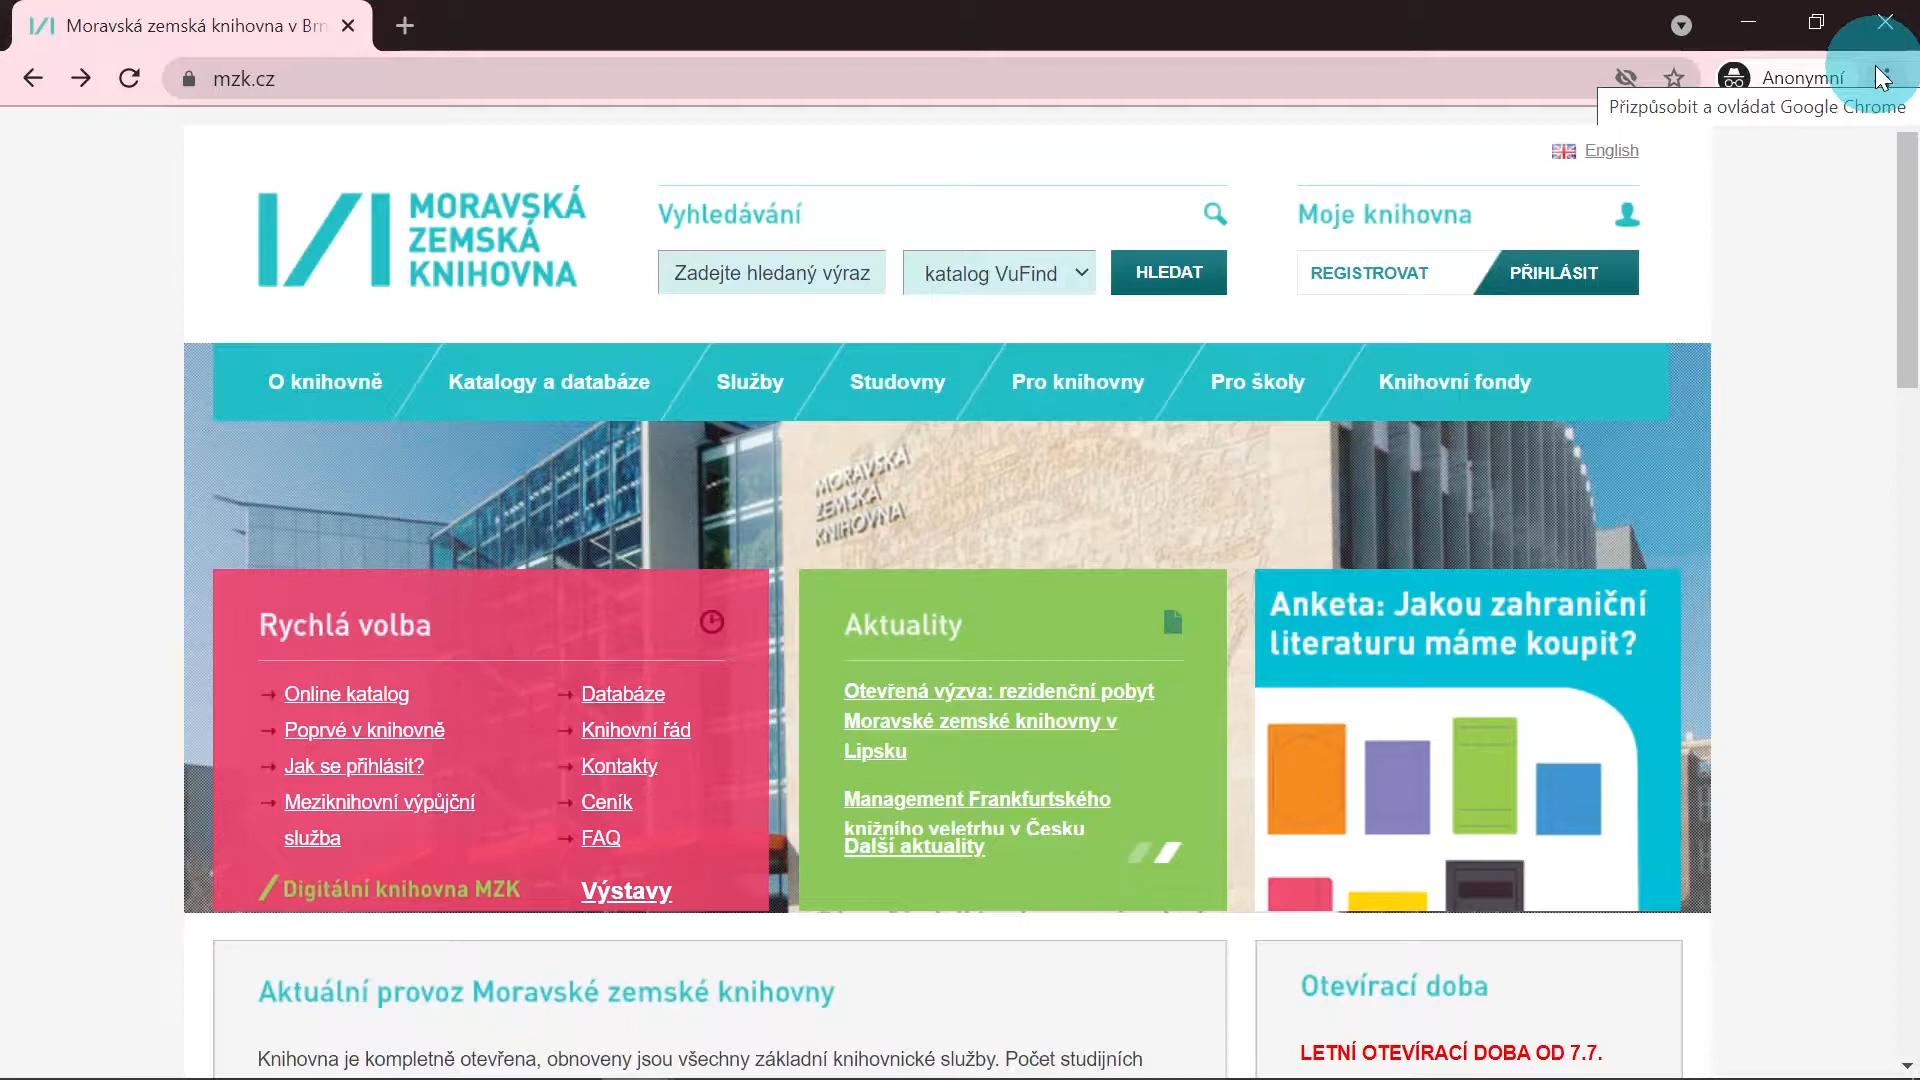 Moravská zemská knihovna v Brn
mzk.cz
Anonymní
Přizpůsobit a ovládat Google Chrome
English
MORAVSKÁ
ZEMSKÁ
KNIHOVNA
Vyhledávání
Moje knihovna
Zadejte hledaný výraz
katalog VuFind
HLEDAT
REGISTROVAT
PŘIHLÁSIT
O knihovně
Katalogy a databáze
Služby
Studovny
Pro knihovny
Pro školy
Knihovní fondy
MORAVSKÁ
ZEMSKÁ
KNIHOVNA
Rychlá volba
Online katalog
Poprvé v knihovně
Jak se přihlásit?
Meziknihovní výpůjční
služba
Digitální knihovna MZK
Databáze
Knihovní řád
Kontakty
Ceník
FAQ
Výstavy
Aktuality
Otevřená výzva: rezidenční pobyt
Moravské zemské knihovny v
Lipsku
Management Frankfurtského
knižního veletrhu v Česku
Další aktuality
Anketa: Jakou zahraniční
literaturu máme koupit?
Aktuální provoz Moravské zemské knihovny
Knihovna je kompletně otevřena, obnoveny jsou všechny základní knihovnické služby. Počet studijních
Otevírací doba
LETNÍ OTEVÍRACÍ DOBA OD 7.7.